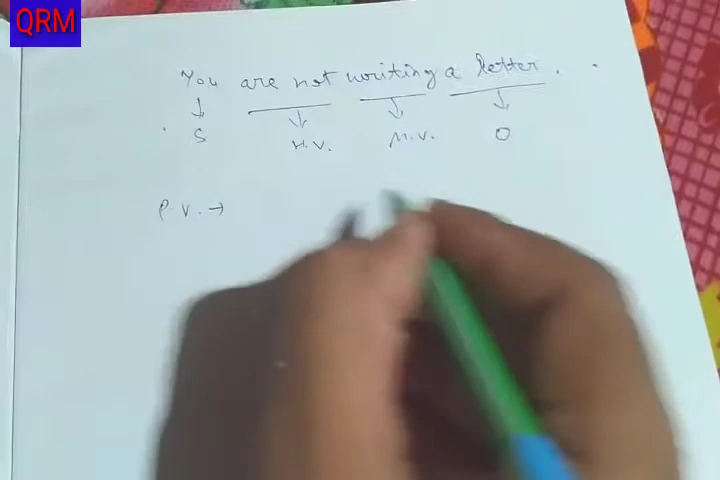 QRM
You are not writing a letter.
S H.V. M.V. O
P.V. →